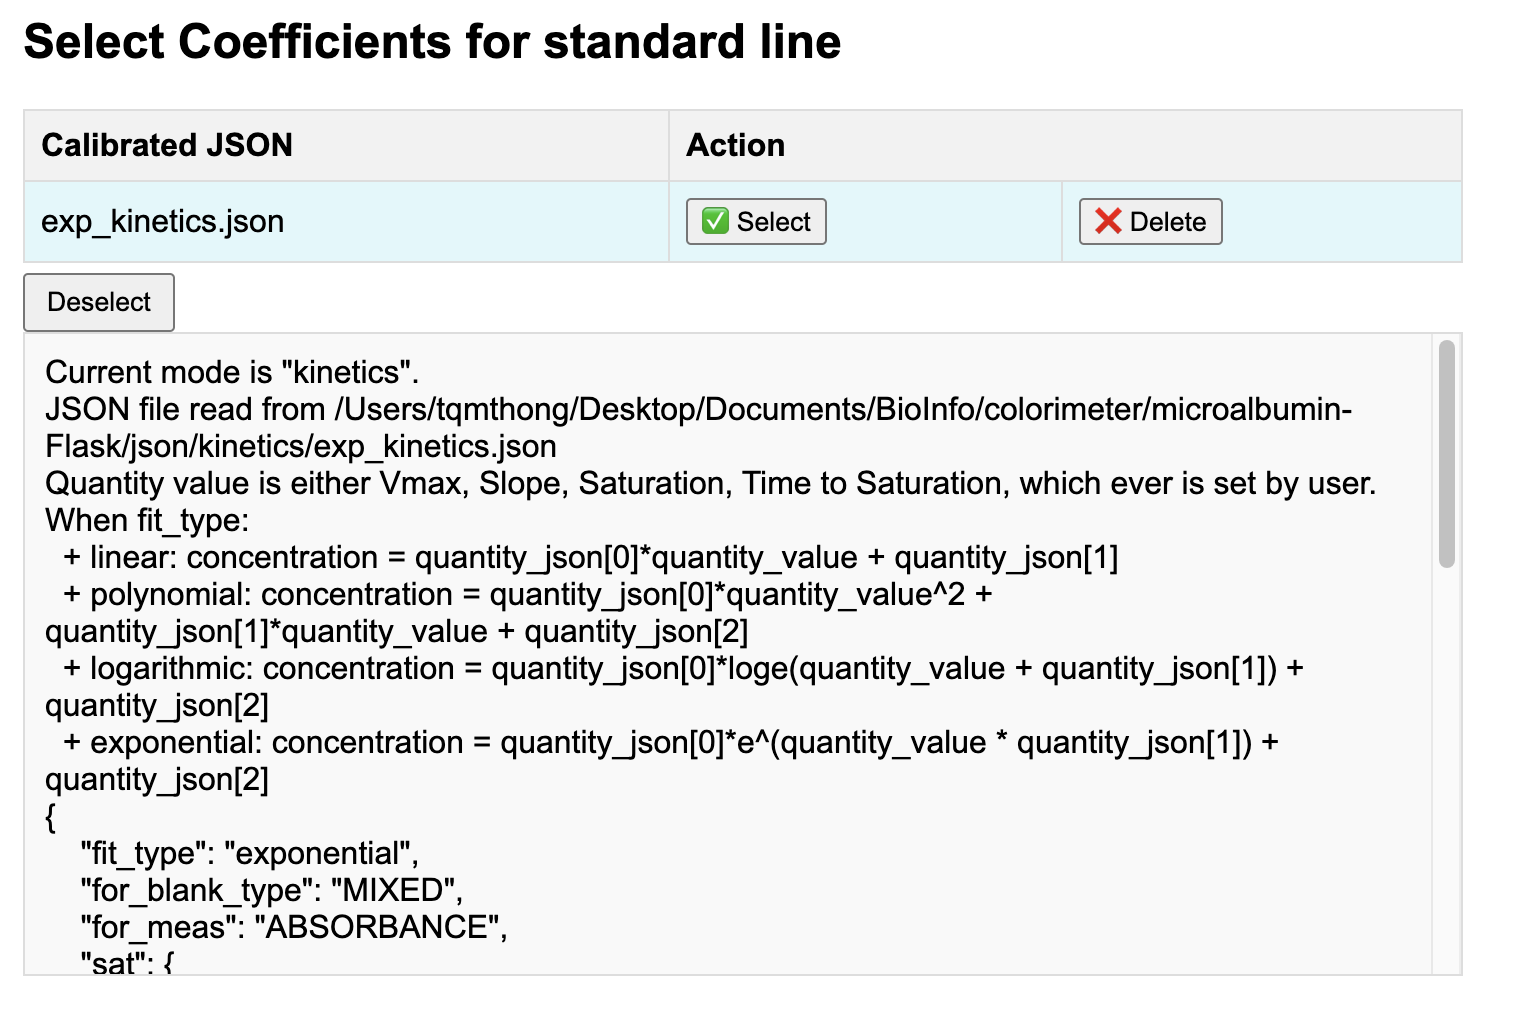 Select Coefficients for standard line
Calibrated JSON Action
exp_kinetics.json ✅ Select ❌ Delete
Deselect
Current mode is "kinetics".
JSON file read from /Users/tqmthong/Desktop/Documents/BioInfo/colorimeter/microalbumin-
Flask/json/kinetics/exp_kinetics.json
Quantity value is either Vmax, Slope, Saturation, Time to Saturation, which ever is set by user.
When fit_type:
+ linear: concentration = quantity_json[0]*quantity_value + quantity_json[1]
+ polynomial: concentration = quantity_json[0]*quantity_value^2 +
quantity_json[1]*quantity_value + quantity_json[2]
+ logarithmic: concentration = quantity_json[0]*loge(quantity_value + quantity_json[1]) +
quantity_json[2]
+ exponential: concentration = quantity_json[0]*e^(quantity_value * quantity_json[1]) +
quantity_json[2]
{
"fit_type": "exponential",
"for_blank_type": "MIXED",
"for_meas": "ABSORBANCE",
"sat": {